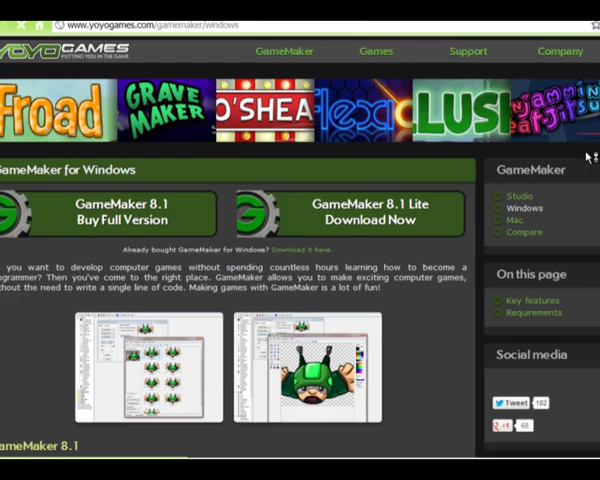 www.yoyogames.com/gamemaker/windows
YOYOGAMES
PUTTING YOU IN THE GAME
GameMaker Games Support Company
Froad
GRAVE MAKER
O'SHEA
flexi
LUSI
njammin
eatJitsu
GameMaker for Windows
GameMaker 8.1
Buy Full Version
GameMaker 8.1 Lite
Download Now
Already bought GameMaker for Windows? Download it here.
you want to develop computer games without spending countless hours learning how to become a
ogrammer? Then you've come to the right place. GameMaker allows you to make exciting computer games,
thout the need to write a single line of code. Making games with GameMaker is a lot of fun!
ameMaker 8.1
GameMaker
Studio
Windows
Mac
Compare
On this page
Key features
Requirements
Social media
Tweet 102
+1 68